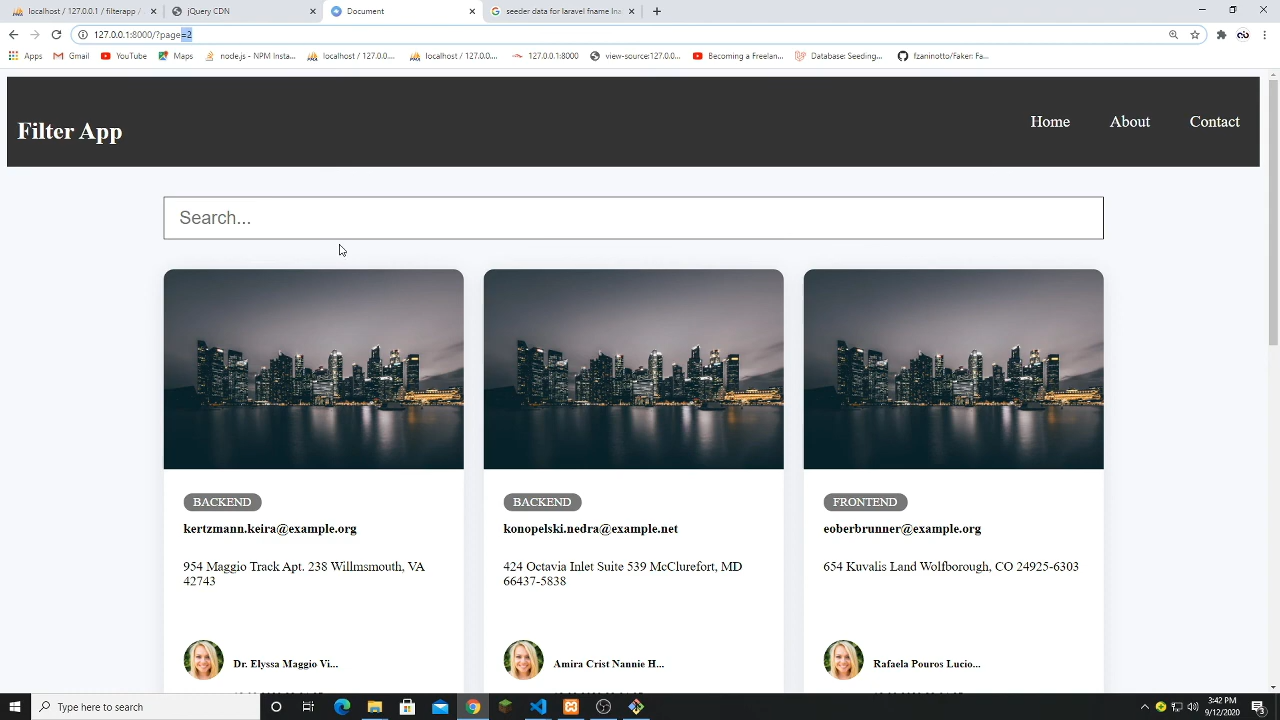 localhost / 127.0.0.1 / filterapp /
jQuery CDN
Document
seeder data for laravel fname lna
127.0.0.1:8000/?page=2
Apps
Gmail
YouTube
Maps
node.js - NPM Insta...
localhost / 127.0.0....
localhost / 127.0.0....
127.0.0.1:8000
view-source:127.0.0...
Becoming a Freelan...
Database: Seeding...
fzaninotto/Faker: Fa...
Filter App
Home
About
Contact
Search...
BACKEND
kertzmann.keira@example.org
954 Maggio Track Apt. 238 Willmsmouth, VA
42743
Dr. Elyssa Maggio Vi...
BACKEND
konopelski.nedra@example.net
424 Octavia Inlet Suite 539 McClurefort, MD
66437-5838
Amira Crist Nannie H...
FRONTEND
eoberbrunner@example.org
654 Kuvalis Land Wolfborough, CO 24925-6303
Rafaela Pouros Lucio...
Type here to search
3:42 PM
9/12/2020